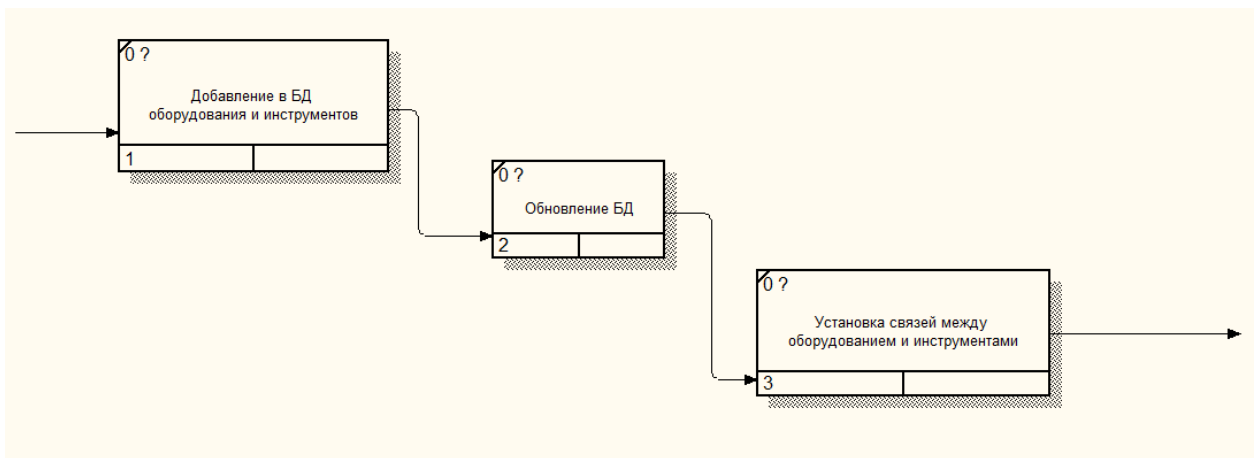 0 ?
Добавление в БД
оборудования и инструментов
1
0 ?
Обновление БД
2
0 ?
Установка связей между
оборудованием и инструментами
3